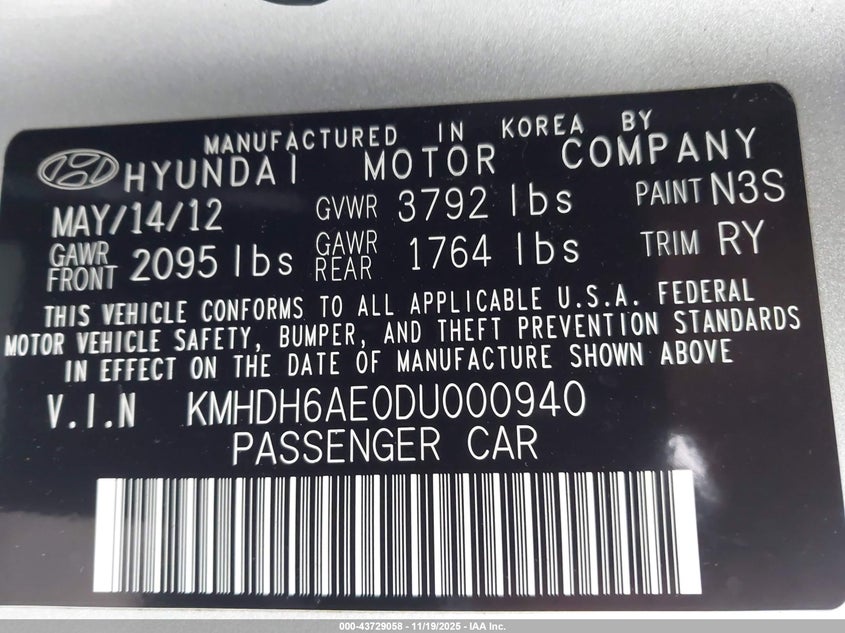 MANUFACTURED IN KOREA BY
HYUNDAI MOTOR COMPANY
MAY/14/12 GVWR 3792 lbs PAINT N3S
GAWR FRONT 2095 lbs GAWR REAR 1764 lbs TRIM RY
THIS VEHICLE CONFORMS TO ALL APPLICABLE U.S.A. FEDERAL
MOTOR VEHICLE SAFETY, BUMPER, AND THEFT PREVENTION STANDARDS
IN EFFECT ON THE DATE OF MANUFACTURE SHOWN ABOVE
V.I.N KMHDH6AE0DU000940
PASSENGER CAR
000-43729058 - 11/19/2025 - IAA Inc.